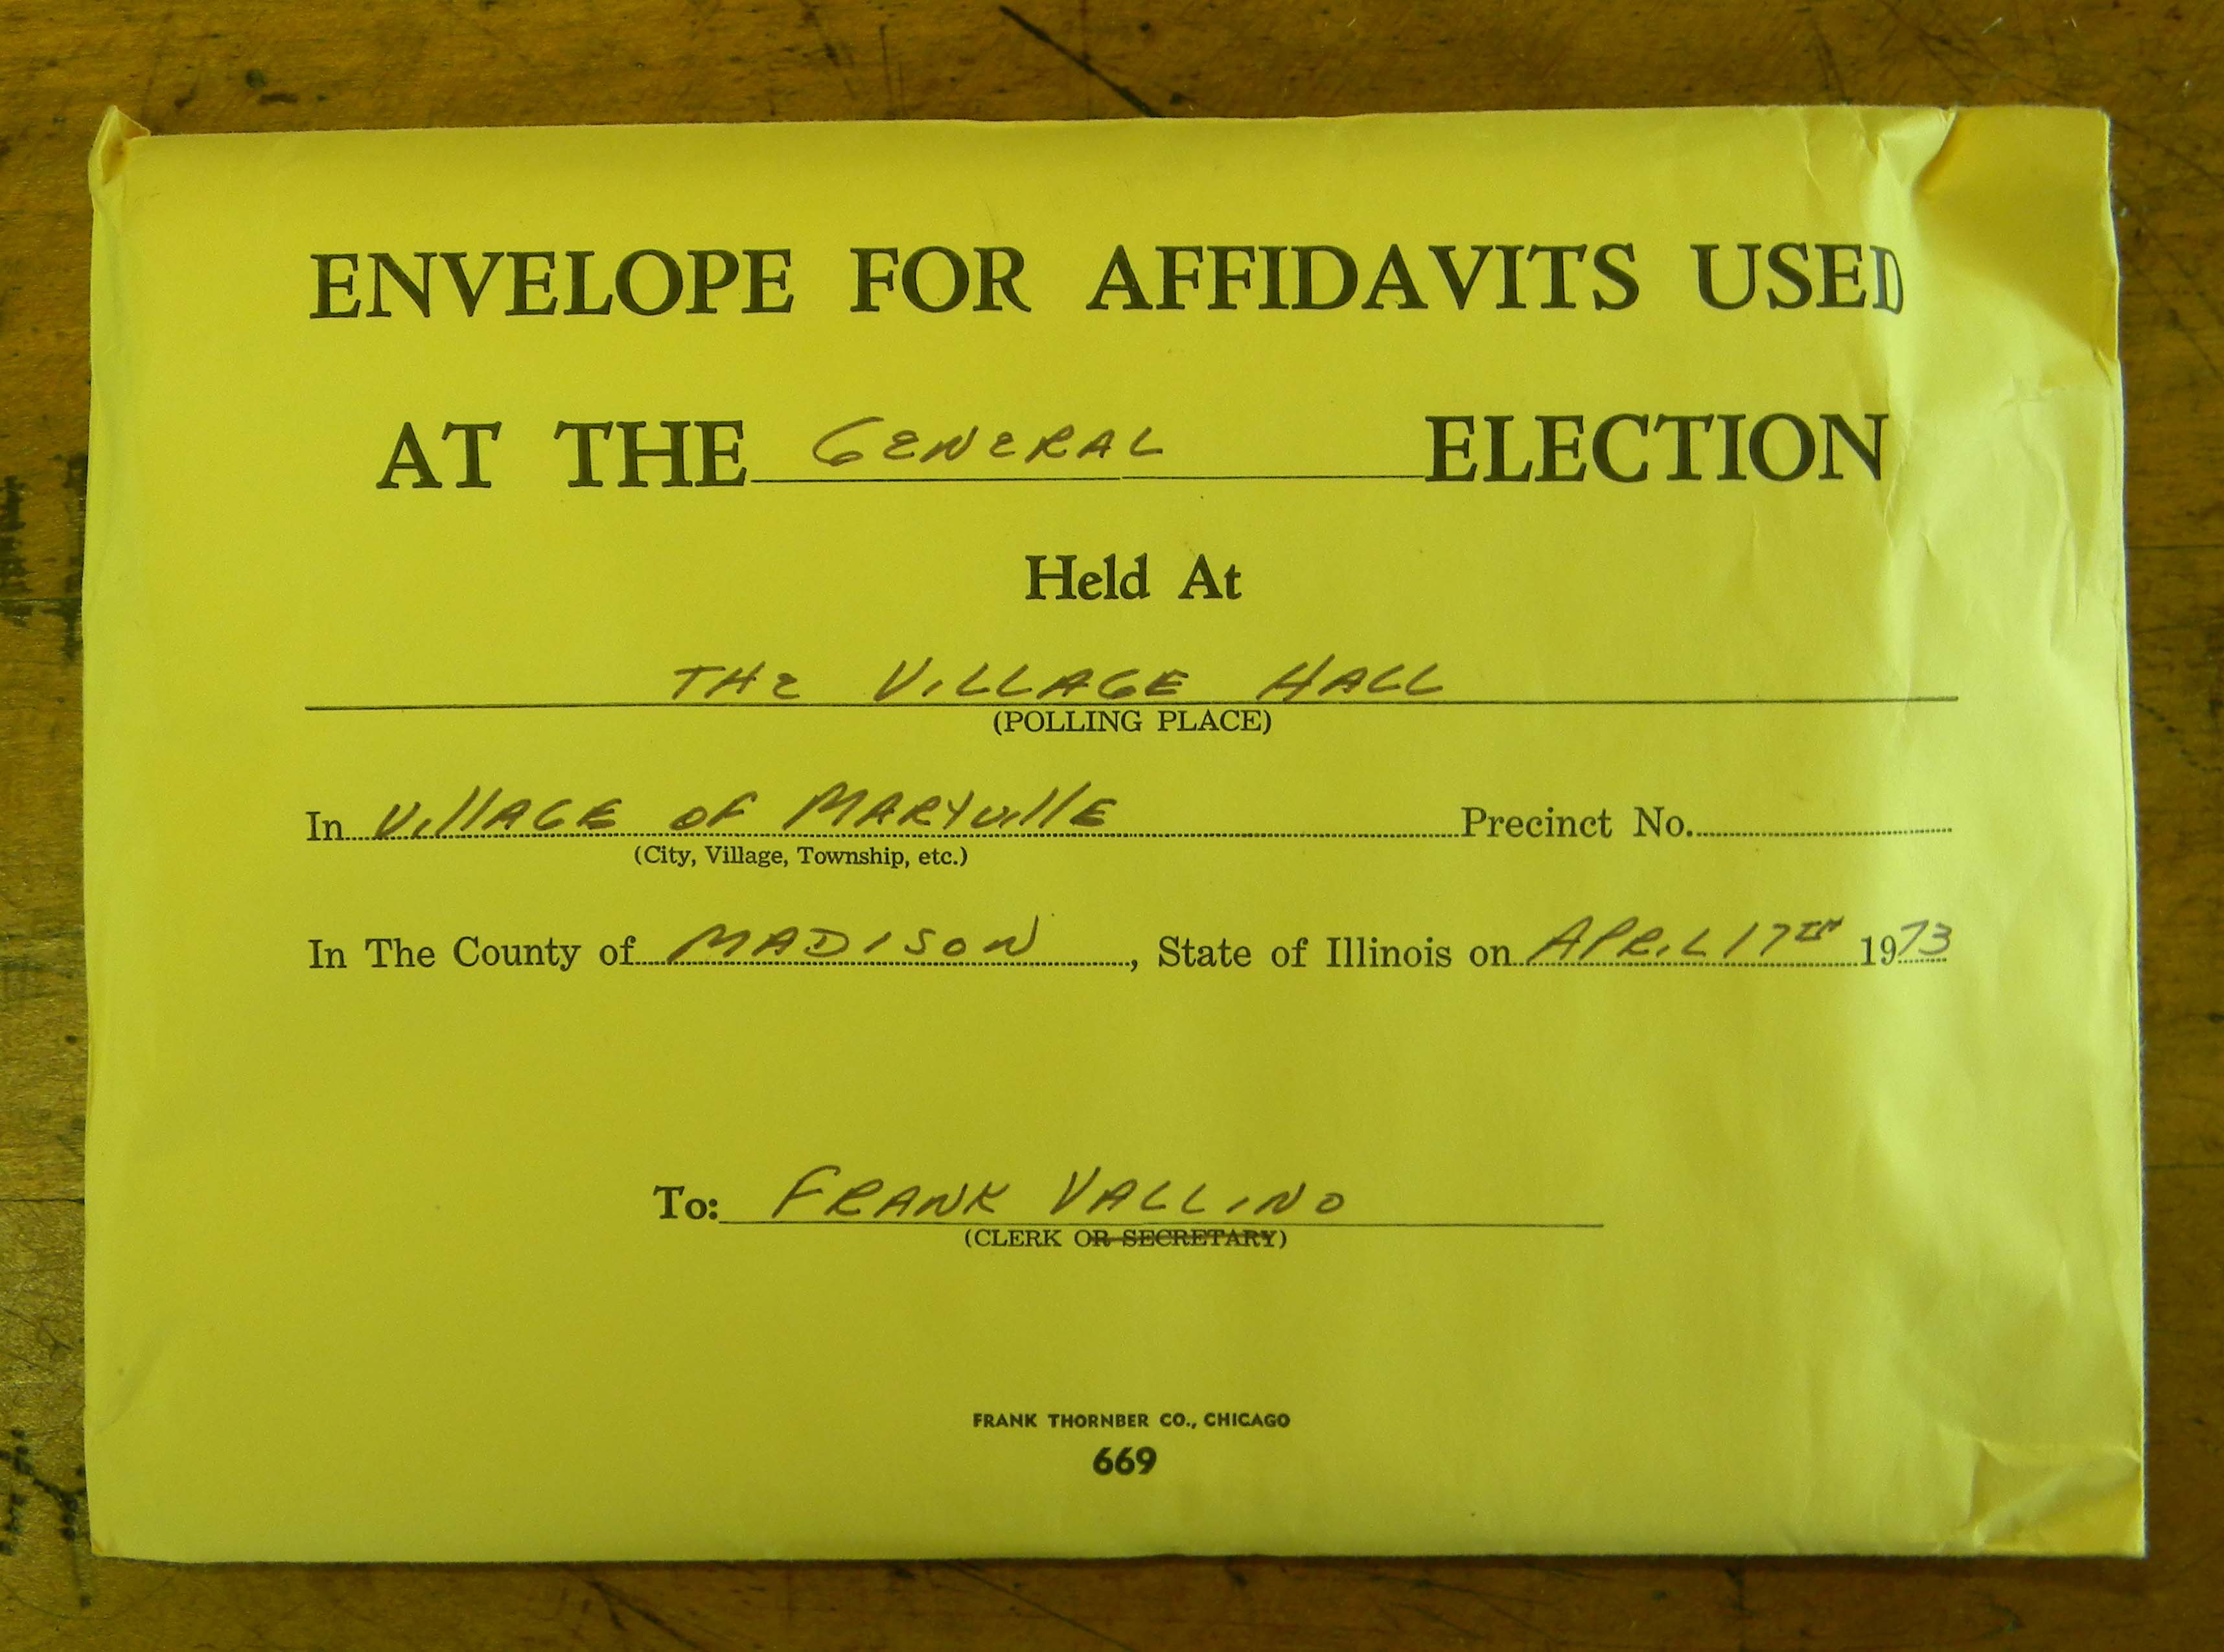 ENVELOPE FOR AFFIDAVITS USED
AT THE GENERAL ELECTION
Held At
THE VILLAGE HALL
(POLLING PLACE)
In VillAGE OF MARYvillE Precinct No.
(City, Village, Township, etc.)
In The County of MADISON, State of Illinois on APRIL 17TH 1973
To: FRANK VALLINO
(CLERK OR SECRETARY)
FRANK THORNBER CO., CHICAGO
669